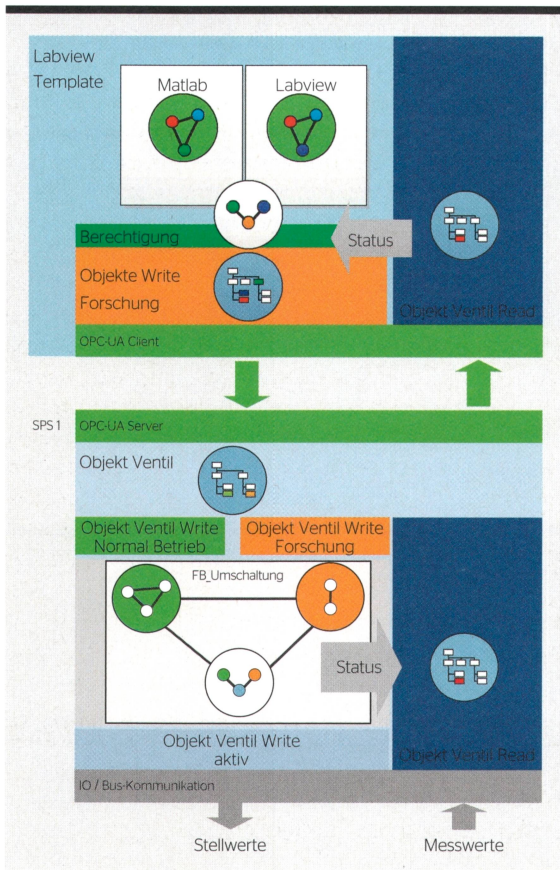 Labview
Template
Matlab
Labview
Berechtigung
Status
Objekte Write
Forschung
Objekt Ventil Read
OPC-UA Client
SPS 1
OPC-UA Server
Objekt Ventil
Objekt Ventil Write
Normal Betrieb
Objekt Ventil Write
Forschung
FB_Umschaltung
Status
Objekt Ventil Write
aktiv
Objekt Ventil Read
IO / Bus-Kommunikation
Stellwerte
Messwerte